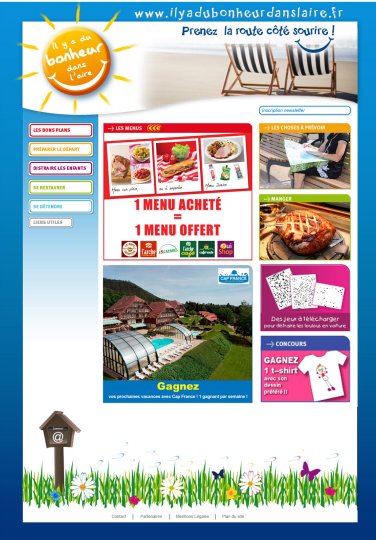 www.ilyadubonheurdanslaire.fr
Prenez la route côté sourire !
Il y a du
bonheur
dans
l'aire
inscription newsletter
LES BONS PLANS
PRÉPARER LE DÉPART
DISTRAIRE LES ENFANTS
SE RESTAURER
SE DÉTENDRE
LIENS UTILES
LES MENUS
1 MENU ACHETÉ
=
1 MENU OFFERT
LES CHOSES À PRÉVOIR
MANGER
CAP FRANCE
Gagnez
vos prochaines vacances avec Cap France ! 1 gagnant par semaine !
Des jeux à télécharger
pour distraire les loulous en voiture
CONCOURS
GAGNEZ
1 t-shirt
avec son
dessin
préféré !!
@
Contact | Partenaires | Mentions Légales | Plan du site